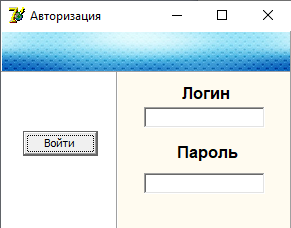 Авторизация
Логин
Войти
Пароль